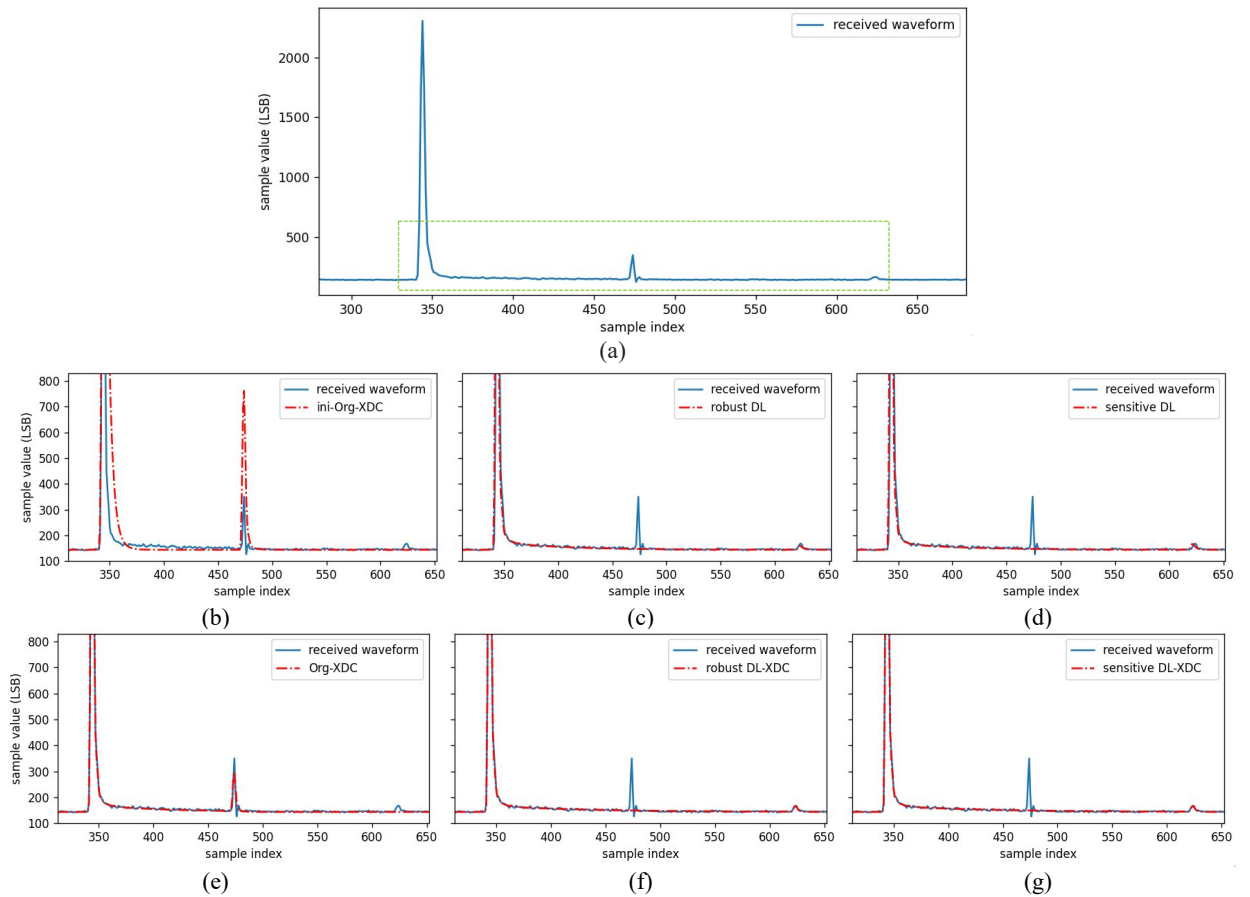 received waveform
sample value (LSB)
2000
1500
1000
500
300 350 400 450 500 550 600 650
sample index
(a)
received waveform
ini-Org-XDC
sample value (LSB)
800
700
600
500
400
300
200
100
350 400 450 500 550 600 650
sample index
(b)
received waveform
robust DL
350 400 450 500 550 600 650
sample index
(c)
received waveform
sensitive DL
350 400 450 500 550 600 650
sample index
(d)
received waveform
Org-XDC
sample value (LSB)
800
700
600
500
400
300
200
100
350 400 450 500 550 600 650
sample index
(e)
received waveform
robust DL-XDC
350 400 450 500 550 600 650
sample index
(f)
received waveform
sensitive DL-XDC
350 400 450 500 550 600 650
sample index
(g)